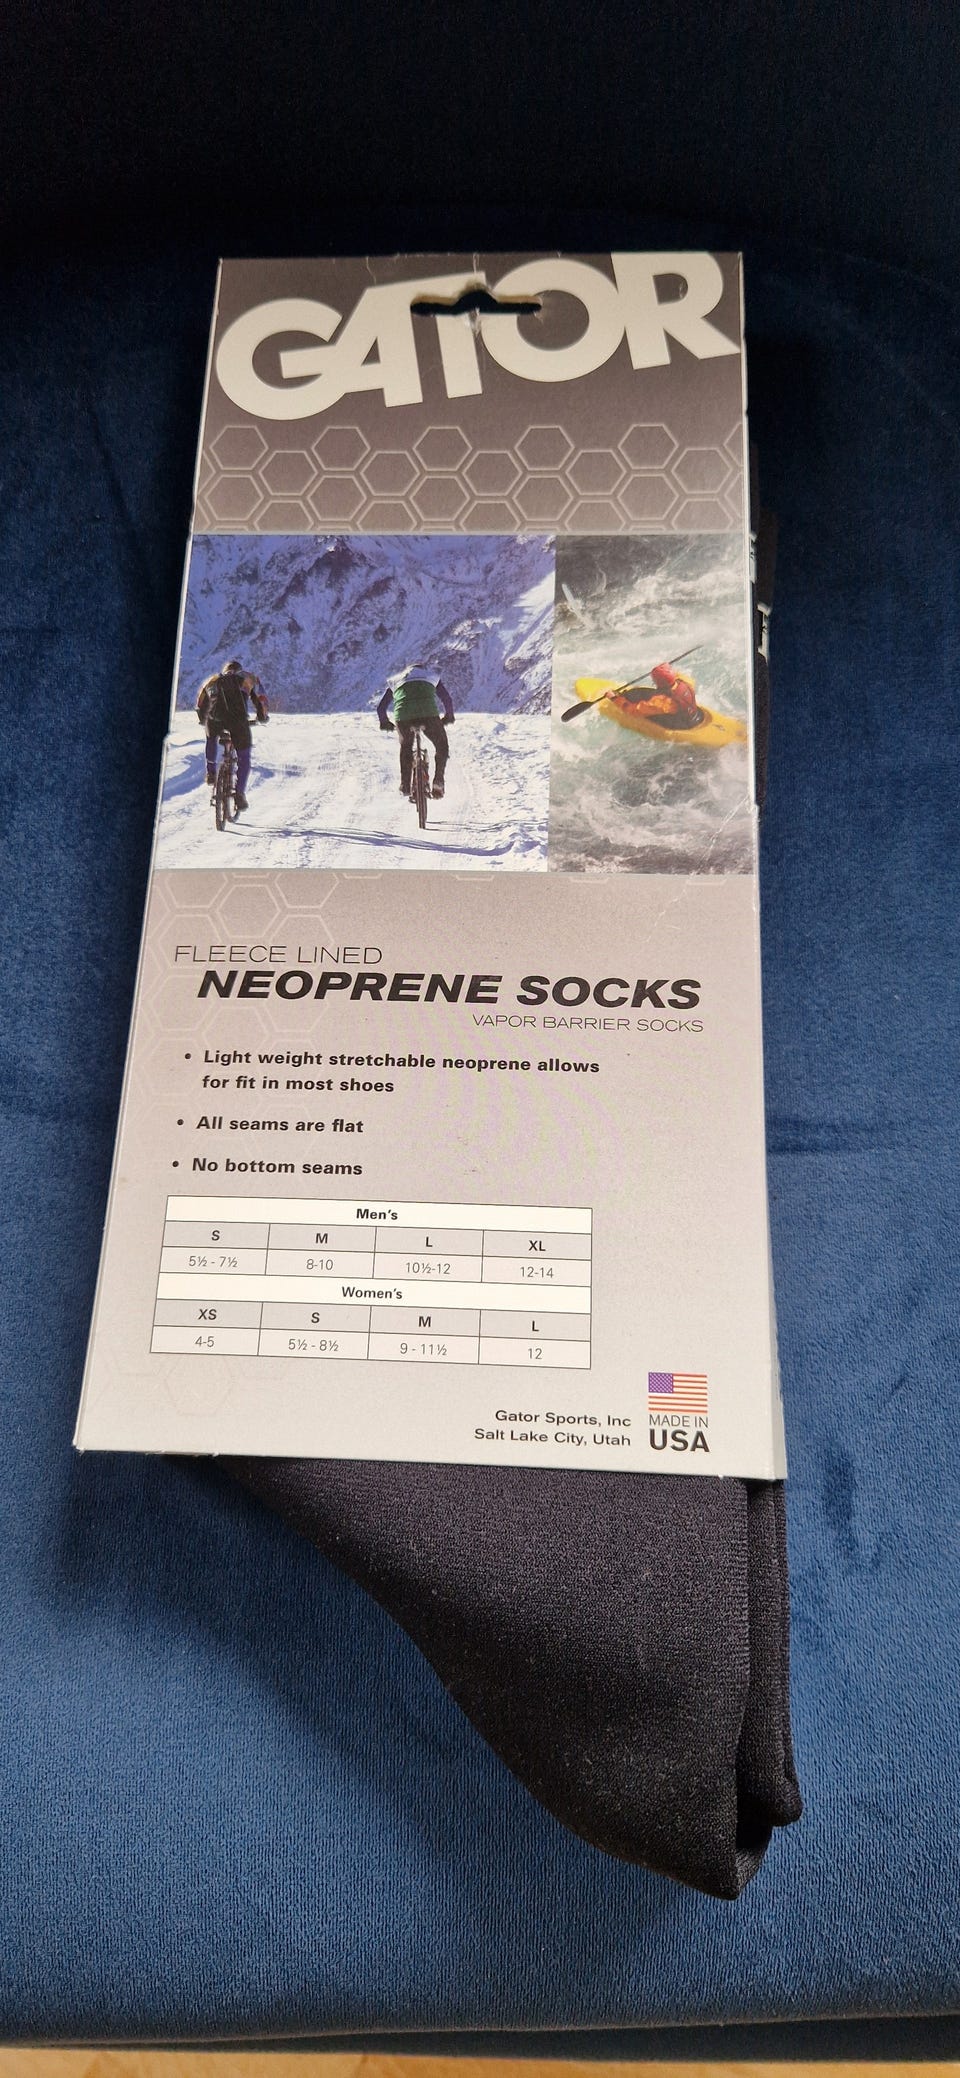 GATOR
FLEECE LINED
NEOPRENE SOCKS
VAPOR BARRIER SOCKS
• Light weight stretchable neoprene allows
for fit in most shoes
• All seams are flat
• No bottom seams
Men's
S M L XL
5½ - 7½ 8-10 10½-12 12-14
Women's
XS S M L
4-5 5½ - 8½ 9 - 11½ 12
Gator Sports, Inc
Salt Lake City, Utah
MADE IN
USA